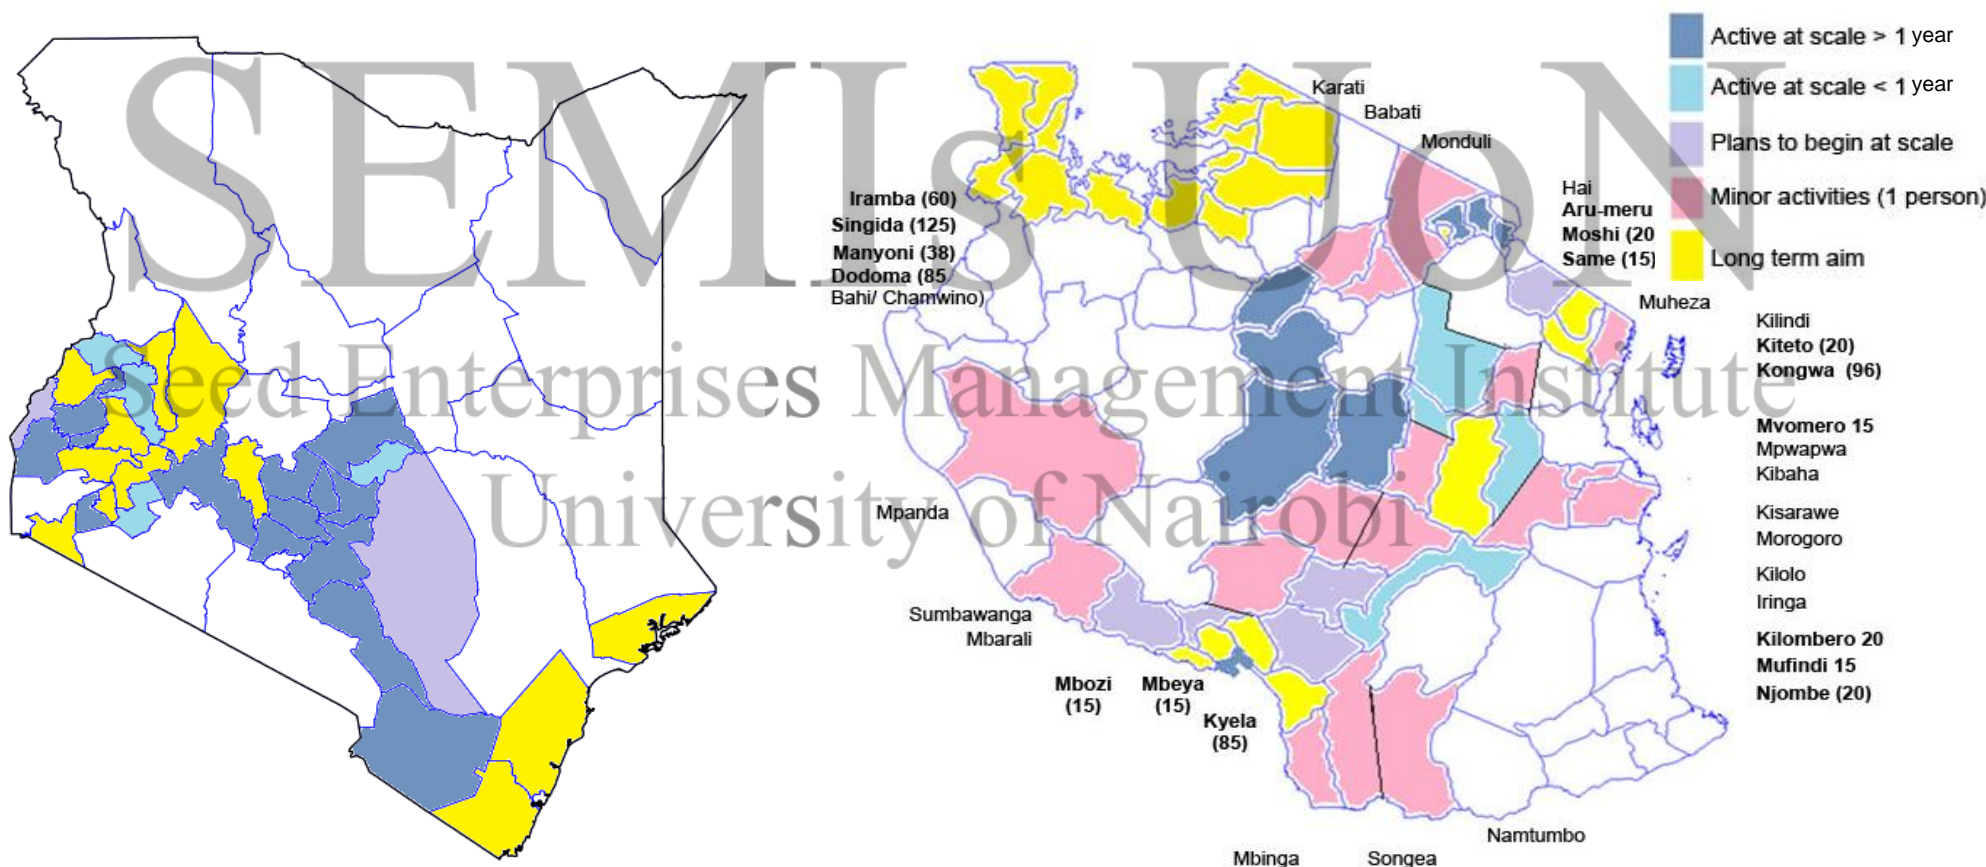 SEMIs UoN
Seed Enterprises Management Institute
University of Nairobi
Active at scale > 1 year
Active at scale < 1 year
Plans to begin at scale
Minor activities (1 person)
Long term aim
Karati
Babati
Monduli
Iramba (60)
Singida (125)
Manyoni (38)
Dodoma (85
Bahi/ Chamwino)
Hai
Aru-meru
Moshi (20
Same (15)
Muheza
Kilindi
Kiteto (20)
Kongwa (96)
Mvomero 15
Mpwapwa
Kibaha
Kisarawe
Morogoro
Kilolo
Iringa
Kilombero 20
Mufindi 15
Njombe (20)
Mpanda
Sumbawanga
Mbarali
Mbozi
(15)
Mbeya
(15)
Kyela
(85)
Namtumbo
Mbinga
Songea